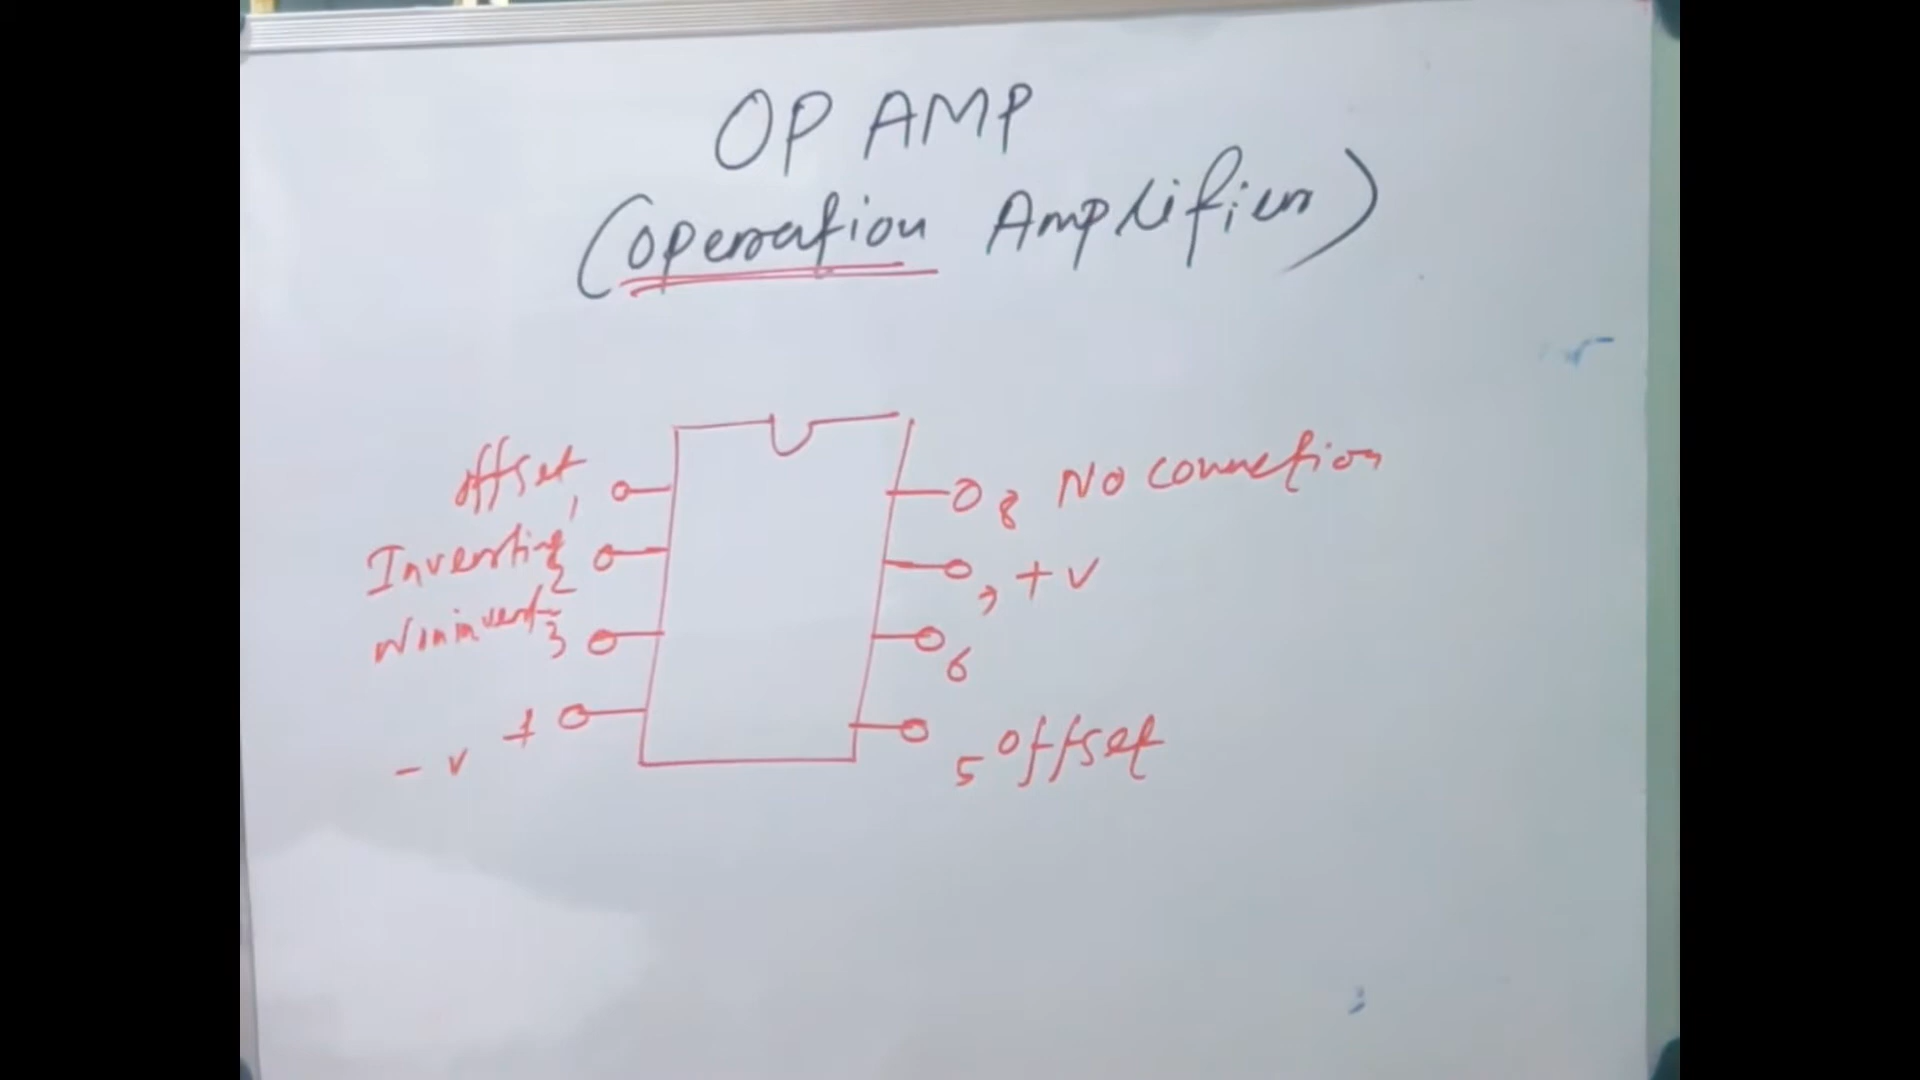 OP AMP
(Operation Amplifier)
offset 1
Inverting 2
Noninvert 3
4
- v
8 No connection
7 + v
6
5 offset